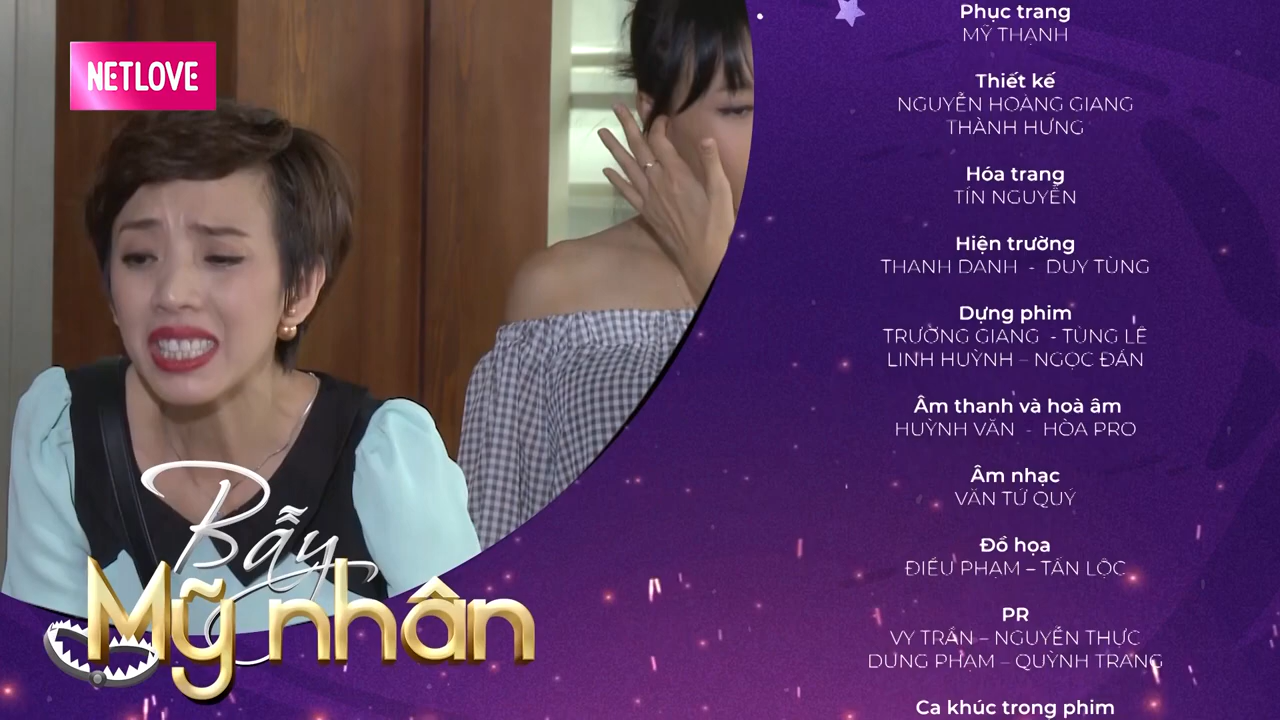 NETLOVE
Bẫy
Mỹ nhân
Phục trang
MỸ THẠNH
Thiết kế
NGUYỄN HOÀNG GIANG
THÀNH HƯNG
Hóa trang
TÍN NGUYỄN
Hiện trường
THANH DANH - DUY TÙNG
Dựng phim
TRƯỜNG GIANG - TÙNG LÊ
LINH HUỲNH – NGỌC ĐÁN
Âm thanh và hoà âm
HUỲNH VĂN - HÒA PRO
Âm nhạc
VĂN TỨ QUÝ
Đồ họa
ĐIỀU PHẠM – TẤN LỘC
PR
VY TRẦN – NGUYỄN THỰC
DUNG PHẠM – QUỲNH TRANG
Ca khúc trong phim